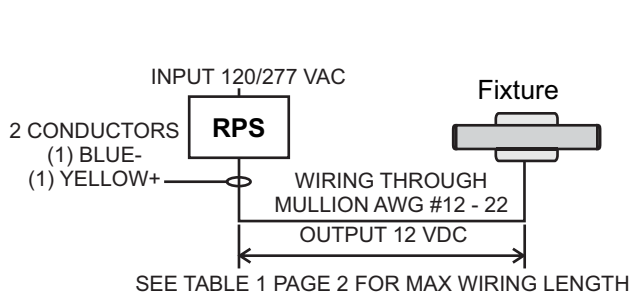 INPUT 120/277 VAC
Fixture
RPS
2 CONDUCTORS
(1) BLUE-
(1) YELLOW+
WIRING THROUGH
MULLION AWG #12 - 22
OUTPUT 12 VDC
SEE TABLE 1 PAGE 2 FOR MAX WIRING LENGTH